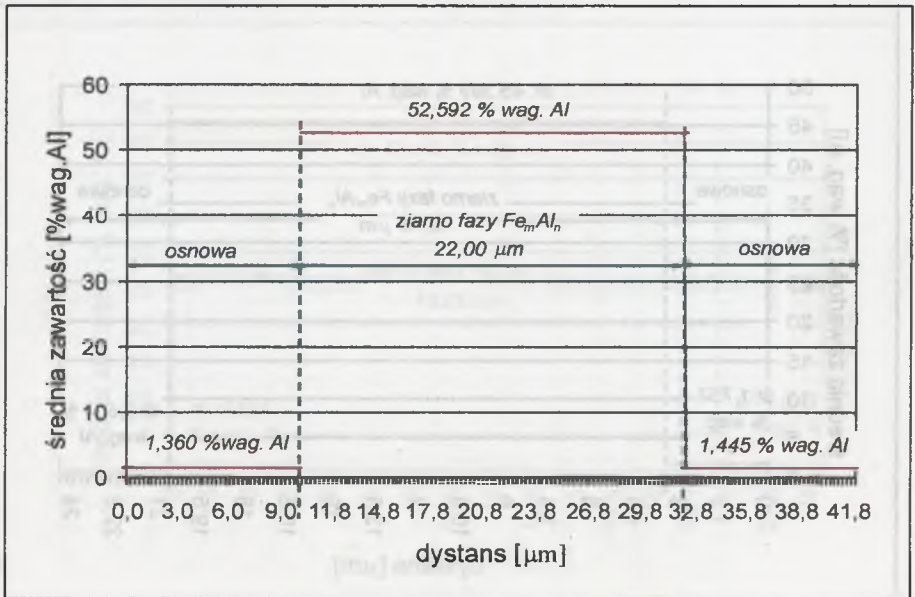 60
52,592 % wag. Al
50
40
ziarno fazy FeₘAlₙ
osnowa
22,00 µm
osnowa
30
20
10
1,360 %wag. Al
1,445 % wag. Al
0
0,0 3,0 6,0 9,0 11,8 14,8 17,8 20,8 23,8 26,8 29,8 32,8 35,8 38,8 41,8
dystans [µm]
średnia zawartość [%wag.Al]